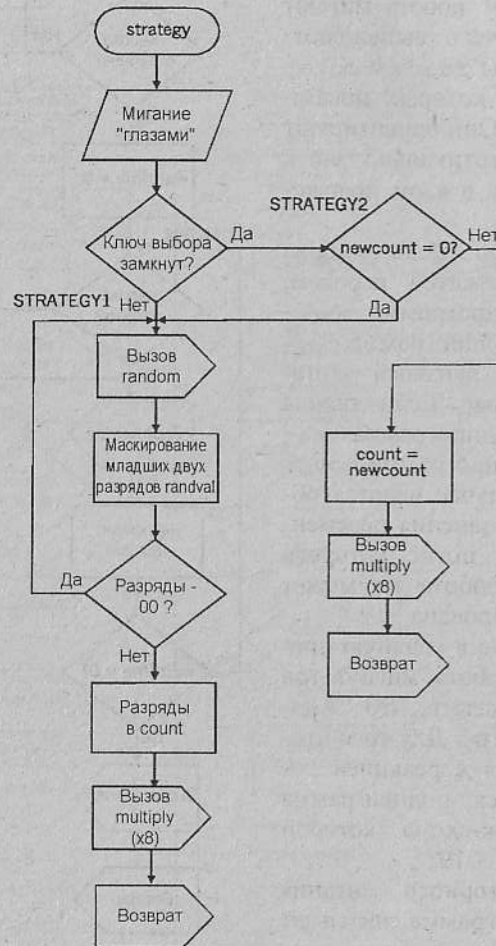 strategy
Мигание
"глазами"
STRATEGY2
Ключ выбора
замкнут?
Да
newcount = 0?
Нет
Да
STRATEGY1
Нет
Вызов
random
Маскирование
младших двух
разрядов randval
count =
newcount
Да
Разряды -
00 ?
Вызов
multiply
(x8)
Нет
Возврат
Разряды
в count
Вызов
multiply
(x8)
Возврат